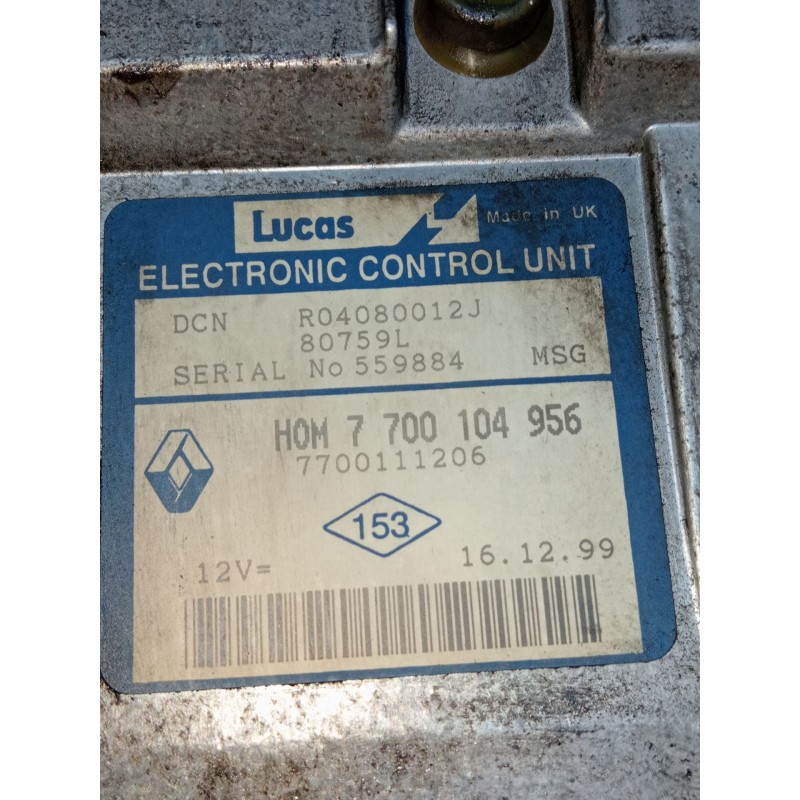 Lucas Made in UK
ELECTRONIC CONTROL UNIT
DCN R04080012J
80759L
SERIAL No 559884 MSG
HOM 7 700 104 956
7700111206
153
12V= 16.12.99